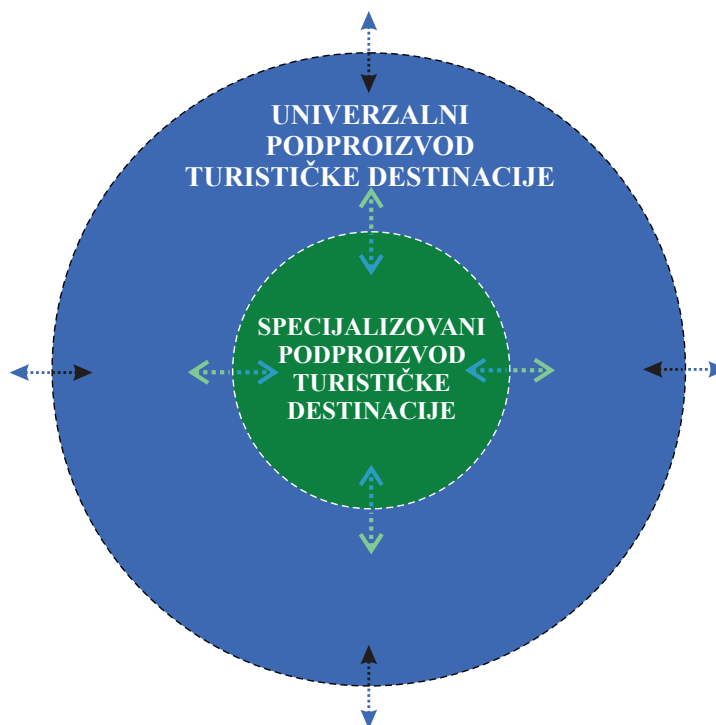 UNIVERZALNI
PODPROIZVOD
TURISTIČKE DESTINACIJE
SPECIJALIZOVANI
PODPROIZVOD
TURISTIČKE
DESTINACIJE